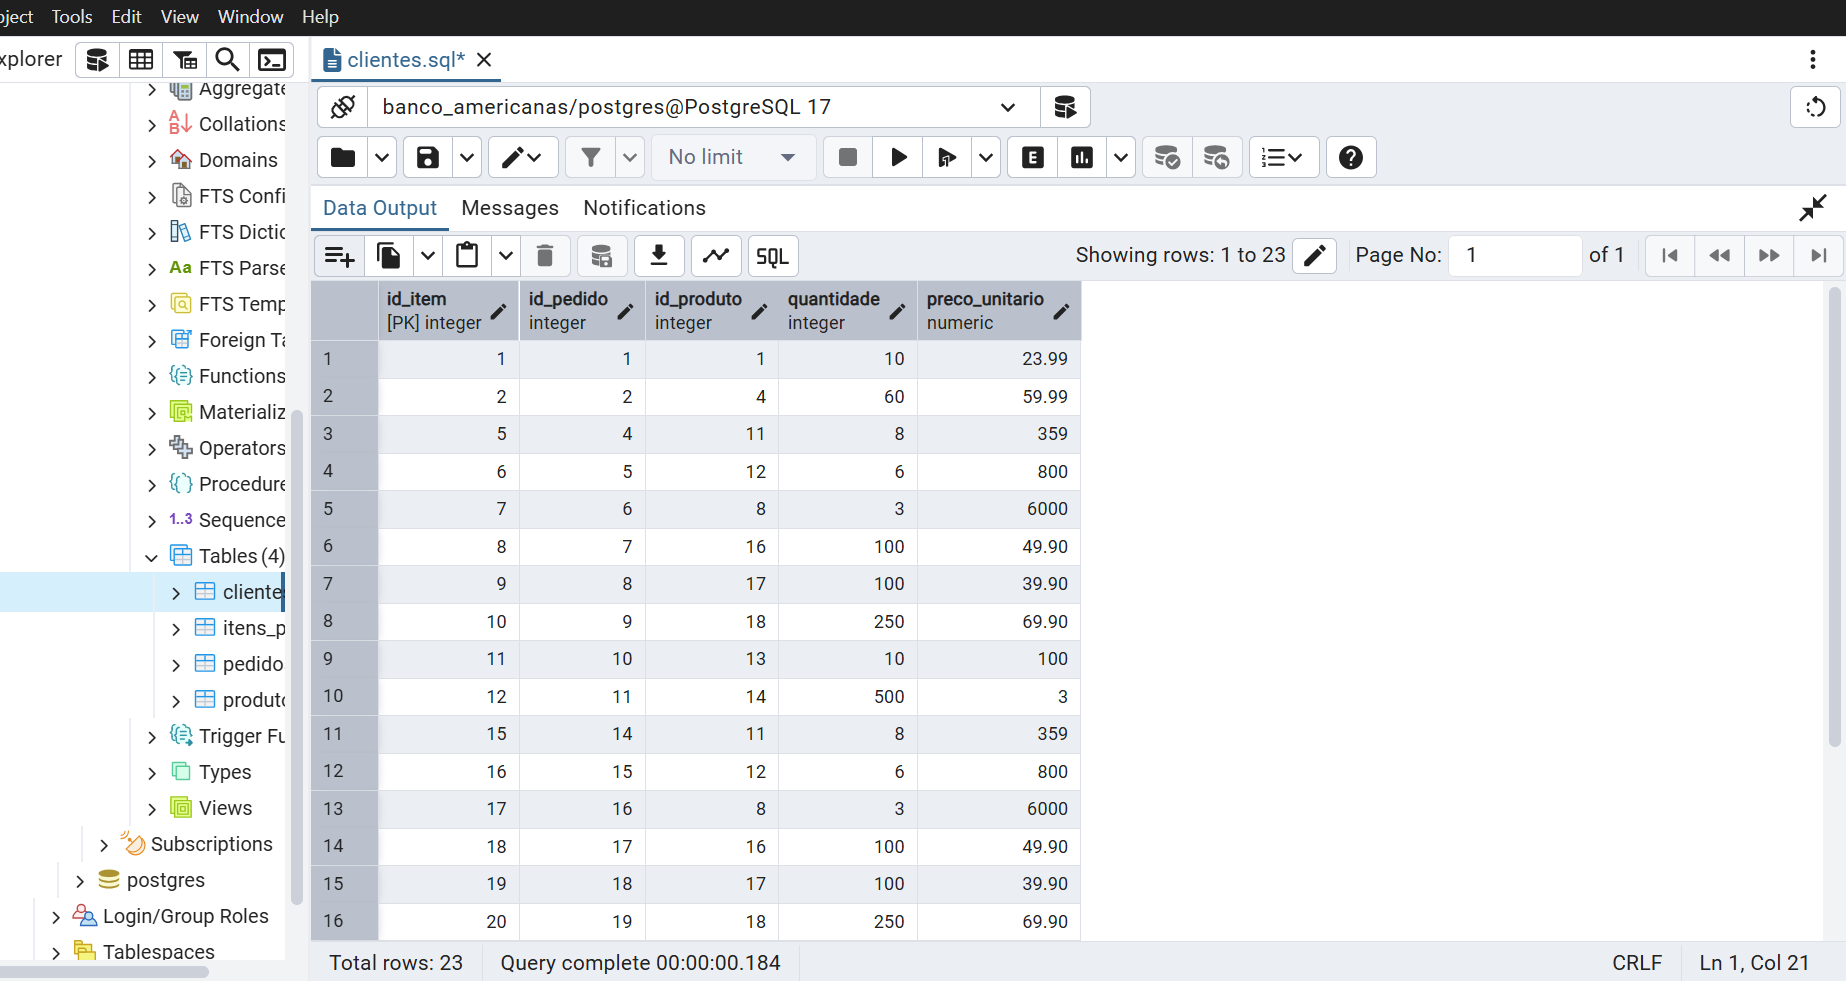 oject Tools Edit View Window Help
xplorer
clientes.sql*
banco_americanas/postgres@PostgreSQL 17
No limit
E
Data Output Messages Notifications
SQL
Showing rows: 1 to 23
Page No: 1 of 1
Aggregate
Collations
Domains
FTS Confi
FTS Dictio
Aa FTS Parse
FTS Temp
Foreign Ta
Functions
Materializ
Operators
Procedure
1..3 Sequence
Tables (4)
cliente
itens_p
pedido
produto
Trigger Fu
Types
Views
Subscriptions
postgres
Login/Group Roles
Tablespaces
id_item id_pedido id_produto quantidade preco_unitario
[PK] integer integer integer integer numeric
1 1 1 1 10 23.99
2 2 2 4 60 59.99
3 5 4 11 8 359
4 6 5 12 6 800
5 7 6 8 3 6000
6 8 7 16 100 49.90
7 9 8 17 100 39.90
8 10 9 18 250 69.90
9 11 10 13 10 100
10 12 11 14 500 3
11 15 14 11 8 359
12 16 15 12 6 800
13 17 16 8 3 6000
14 18 17 16 100 49.90
15 19 18 17 100 39.90
16 20 19 18 250 69.90
Total rows: 23 Query complete 00:00:00.184 CRLF Ln 1, Col 21